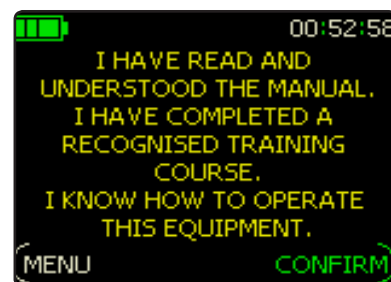 00:52:58
I HAVE READ AND
UNDERSTOOD THE MANUAL.
I HAVE COMPLETED A
RECOGNISED TRAINING
COURSE.
I KNOW HOW TO OPERATE
THIS EQUIPMENT.
MENU CONFIRM